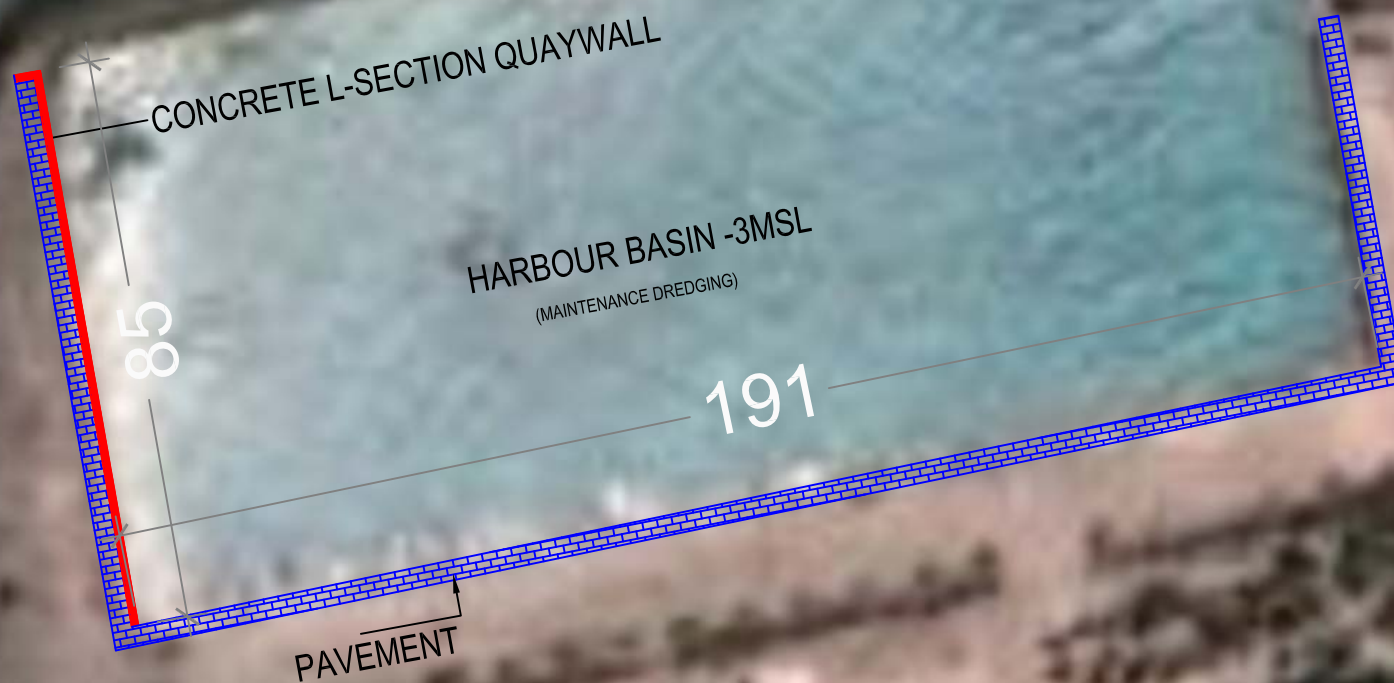 CONCRETE L-SECTION QUAYWALL
HARBOUR BASIN -3MSL
(MAINTENANCE DREDGING)
85
191
PAVEMENT